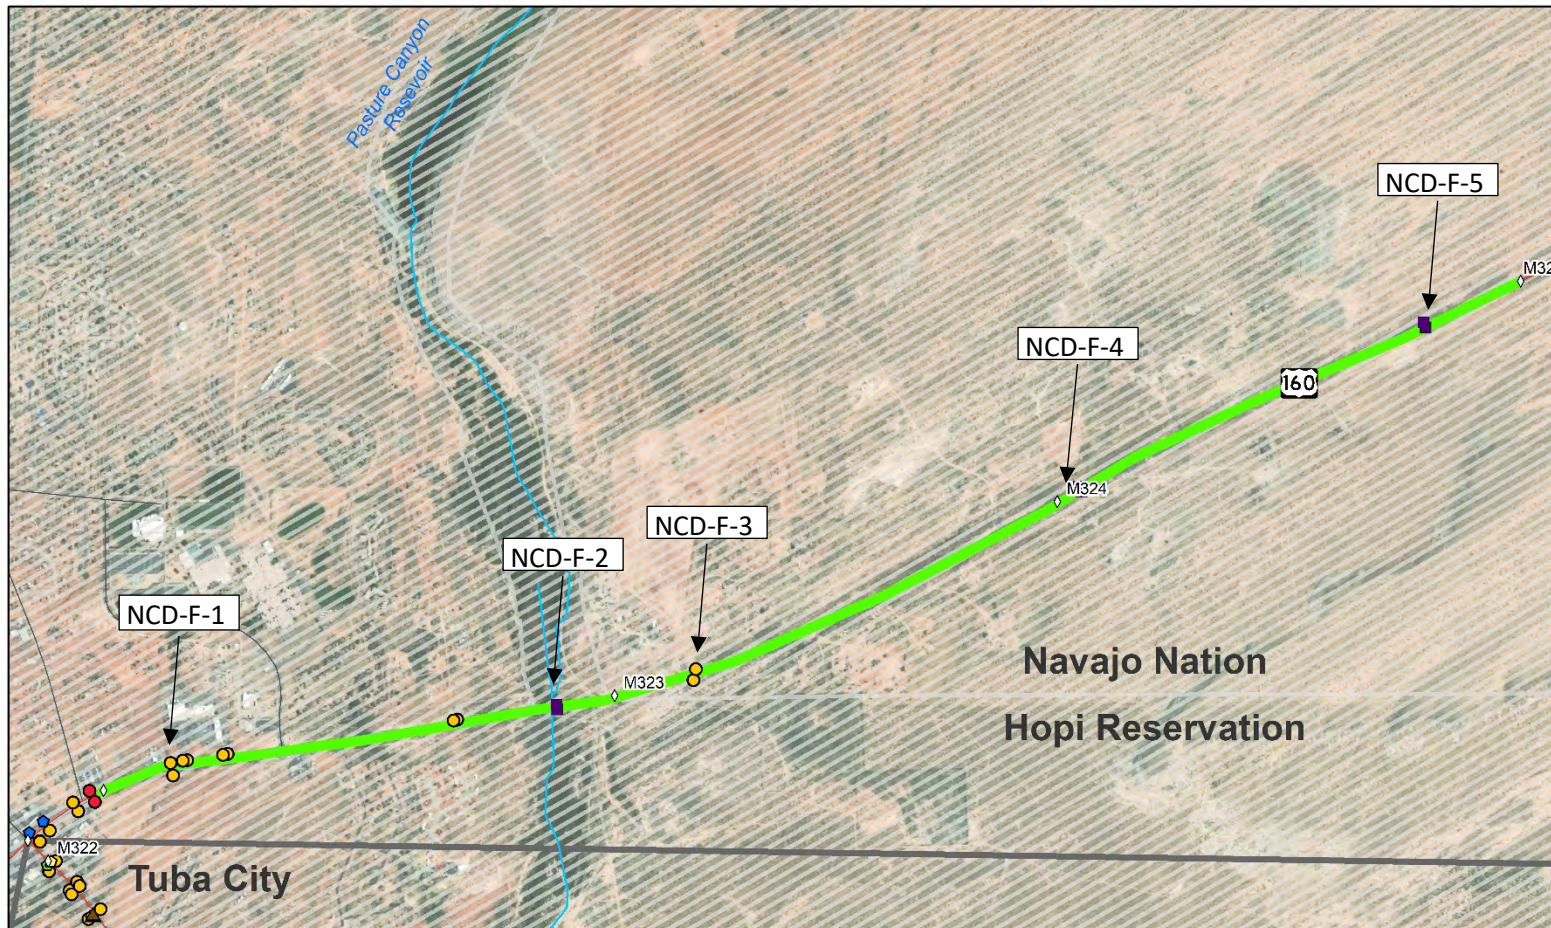 Pasture Canyon
Resevoir
NCD-F-5
M32
NCD-F-4
160
M324
NCD-F-3
NCD-F-2
NCD-F-1
M323
Navajo Nation
Hopi Reservation
M322
Tuba City